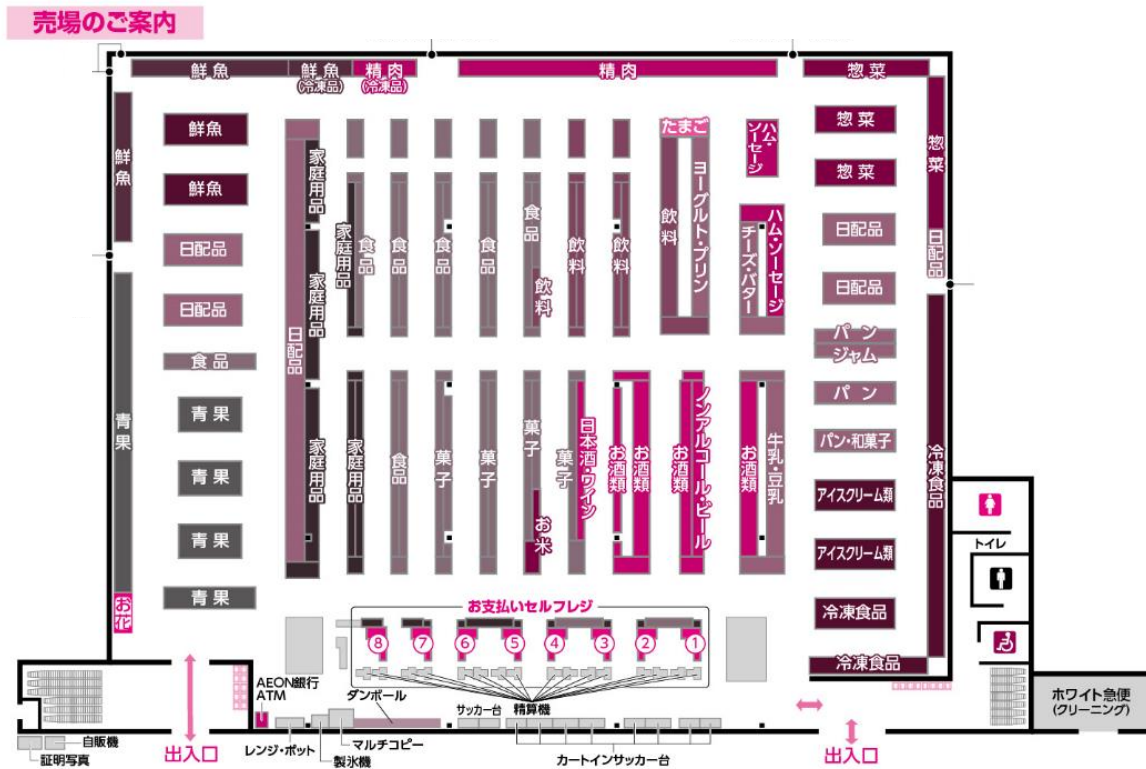 売場のご案内
鮮魚
鮮魚
(冷凍品)
精肉
(冷凍品)
精肉
惣菜
鮮魚
鮮魚
鮮魚
日配品
日配品
食品
青果
青果
青果
青果
青果
お花
日配品
家庭用品
家庭用品
家庭用品
家庭用品
食品
食品
食品
食品
食品
飲料
飲料
飲料
たまご
飲料
ヨーグルト・プリン
ハム・
ソーセージ
ハム・ソーセージ
チーズ・バター
家庭用品
食品
菓子
菓子
菓子
お米
菓子
日本酒・ワイン
お酒類
お酒類
お酒類
ノンアルコール・ビール
お酒類
牛乳・豆乳
惣菜
惣菜
日配品
日配品
パン
ジャム
パン
パン・和菓子
アイスクリーム類
アイスクリーム類
冷凍食品
冷凍食品
惣菜
日配品
冷凍食品
トイレ
お支払いセルフレジ
8
7
6
5
4
3
2
1
AEON銀行
ATM
ダンボール
サッカー台
精算機
レンジ・ポット
製氷機
マルチコピー
カートインサッカー台
自販機
証明写真
出入口
出入口
ホワイト急便
(クリーニング)